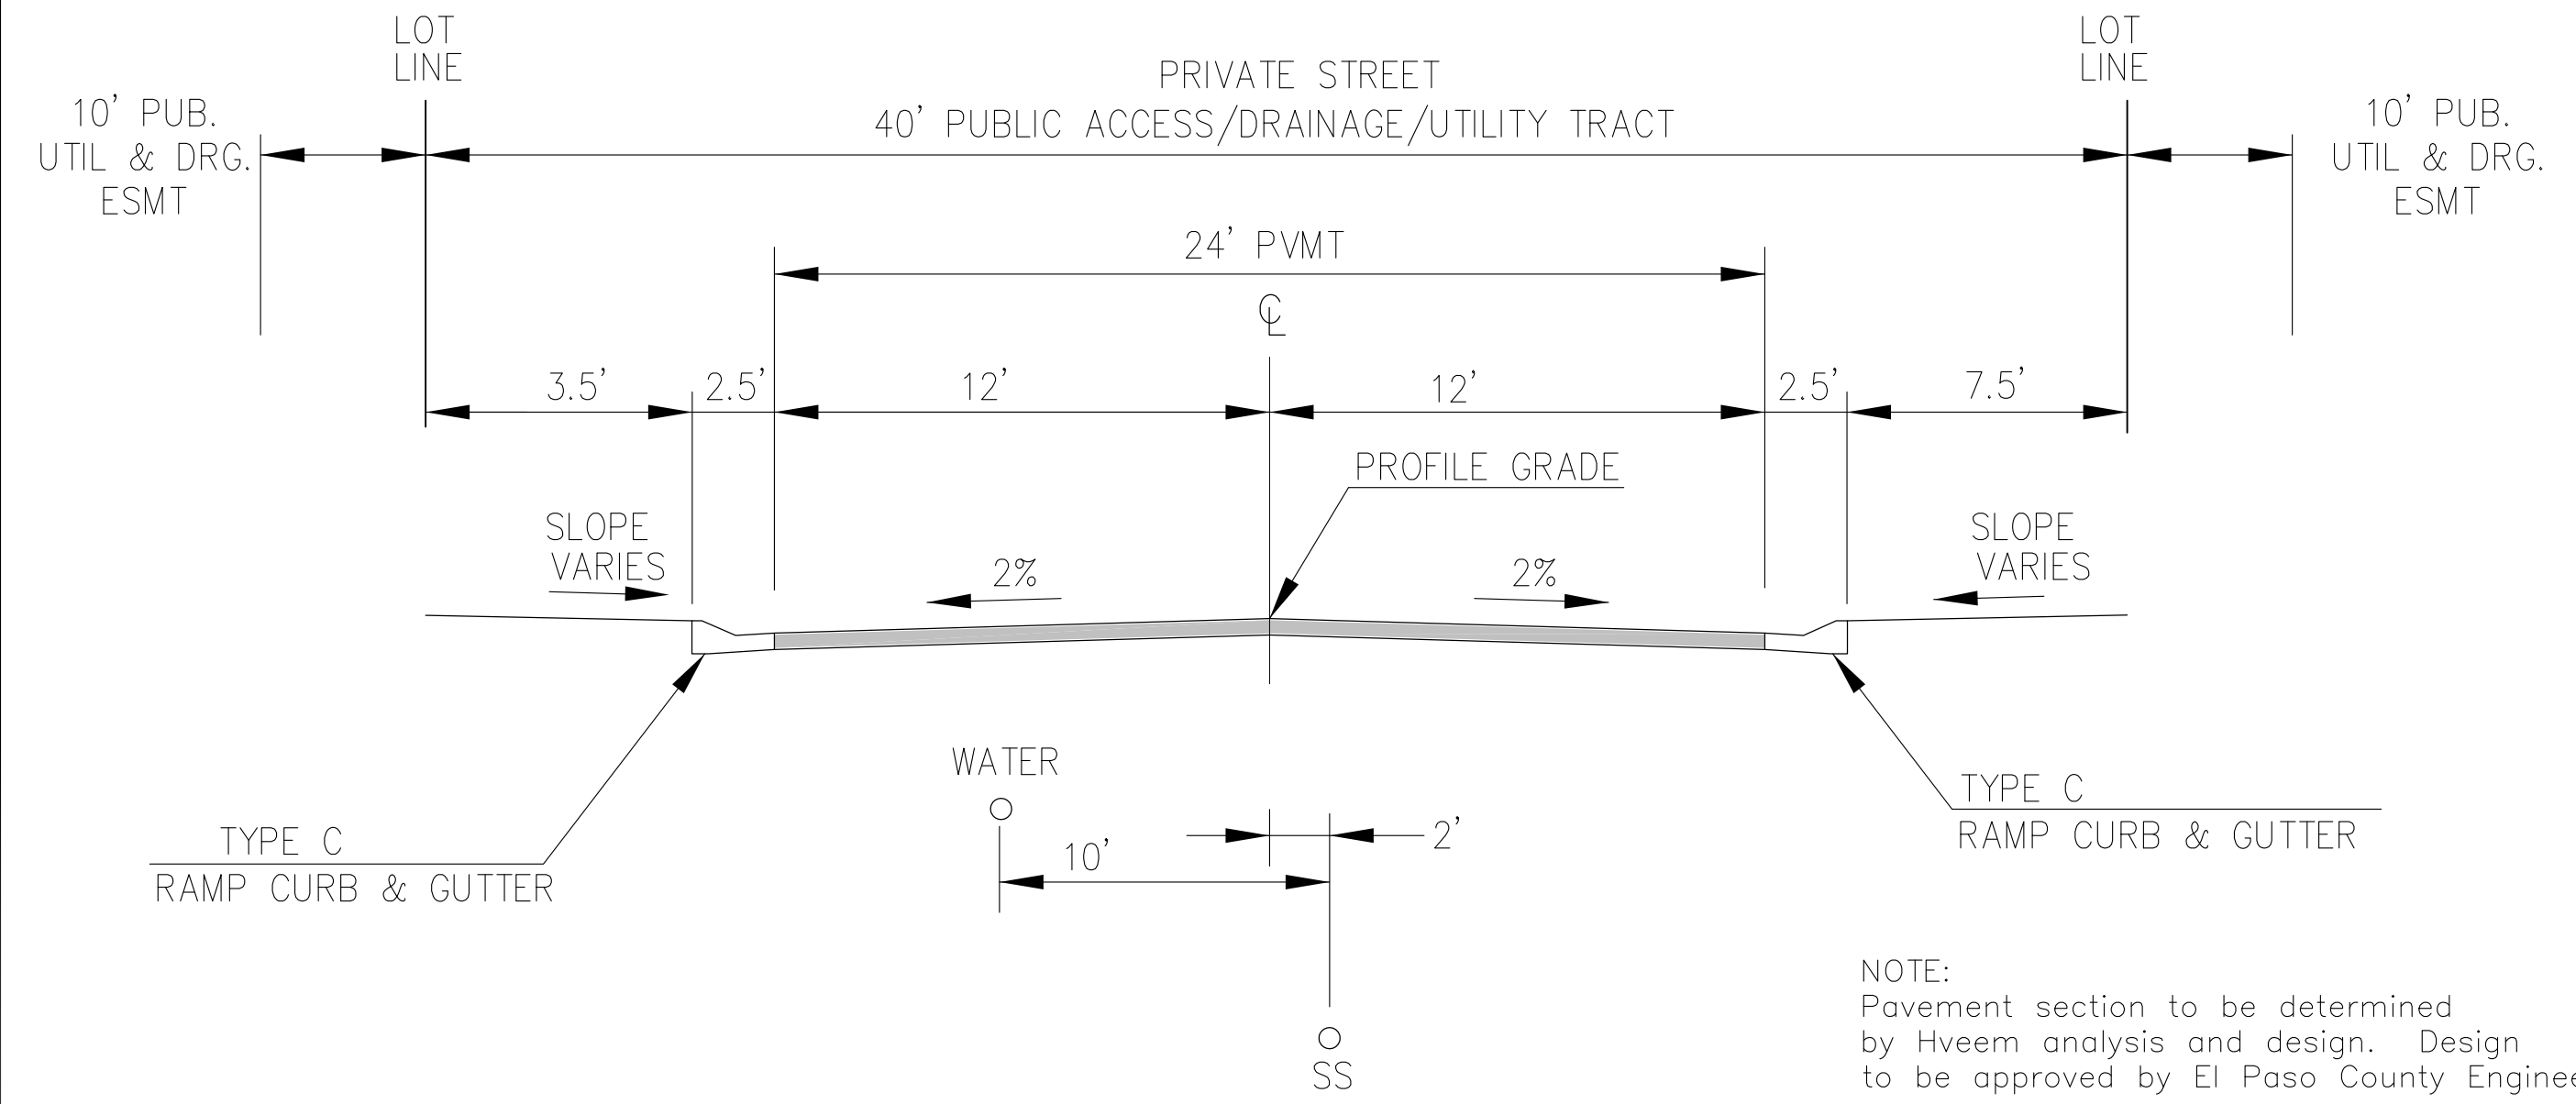 LOT
LINE
LOT
LINE
PRIVATE STREET
40' PUBLIC ACCESS/DRAINAGE/UTILITY TRACT
10' PUB.
UTIL & DRG.
ESMT
10' PUB.
UTIL & DRG.
ESMT
24' PVMT
℄
3.5'
2.5'
12'
12'
2.5'
7.5'
PROFILE GRADE
SLOPE
VARIES
2%
2%
SLOPE
VARIES
WATER
TYPE C
RAMP CURB & GUTTER
10'
2'
TYPE C
RAMP CURB & GUTTER
SS
NOTE:
Pavement section to be determined
by Hveem analysis and design. Design
to be approved by El Paso County